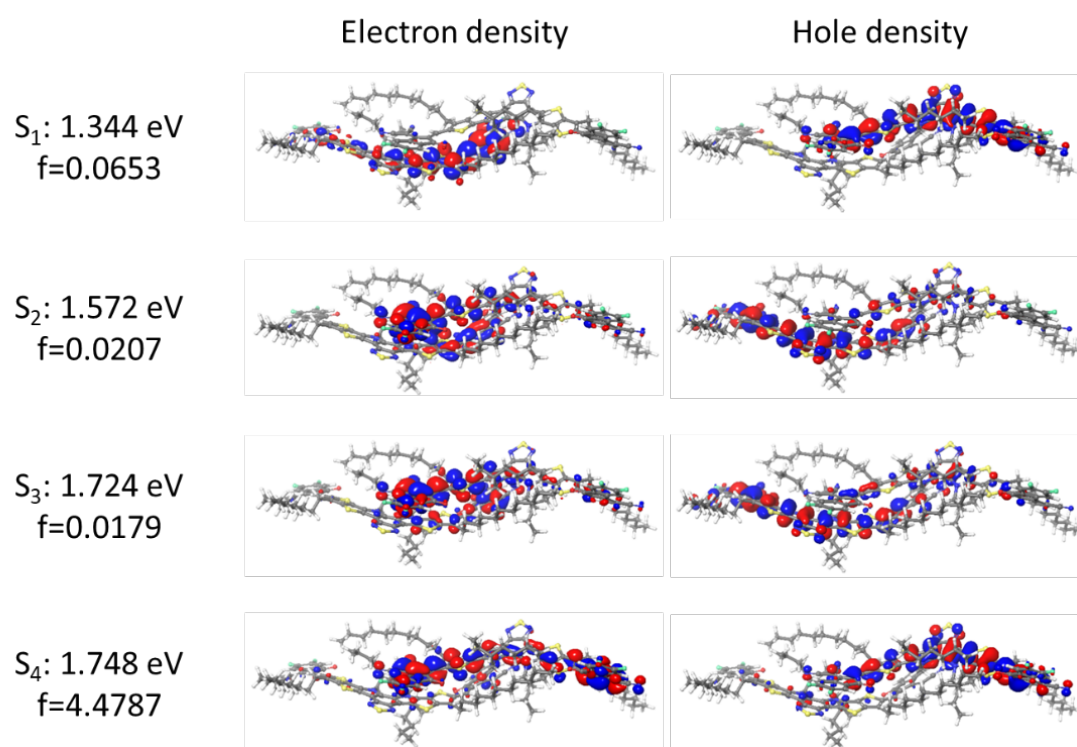 Electron density Hole density
S₁: 1.344 eV
f=0.0653
S₂: 1.572 eV
f=0.0207
S₃: 1.724 eV
f=0.0179
S₄: 1.748 eV
f=4.4787